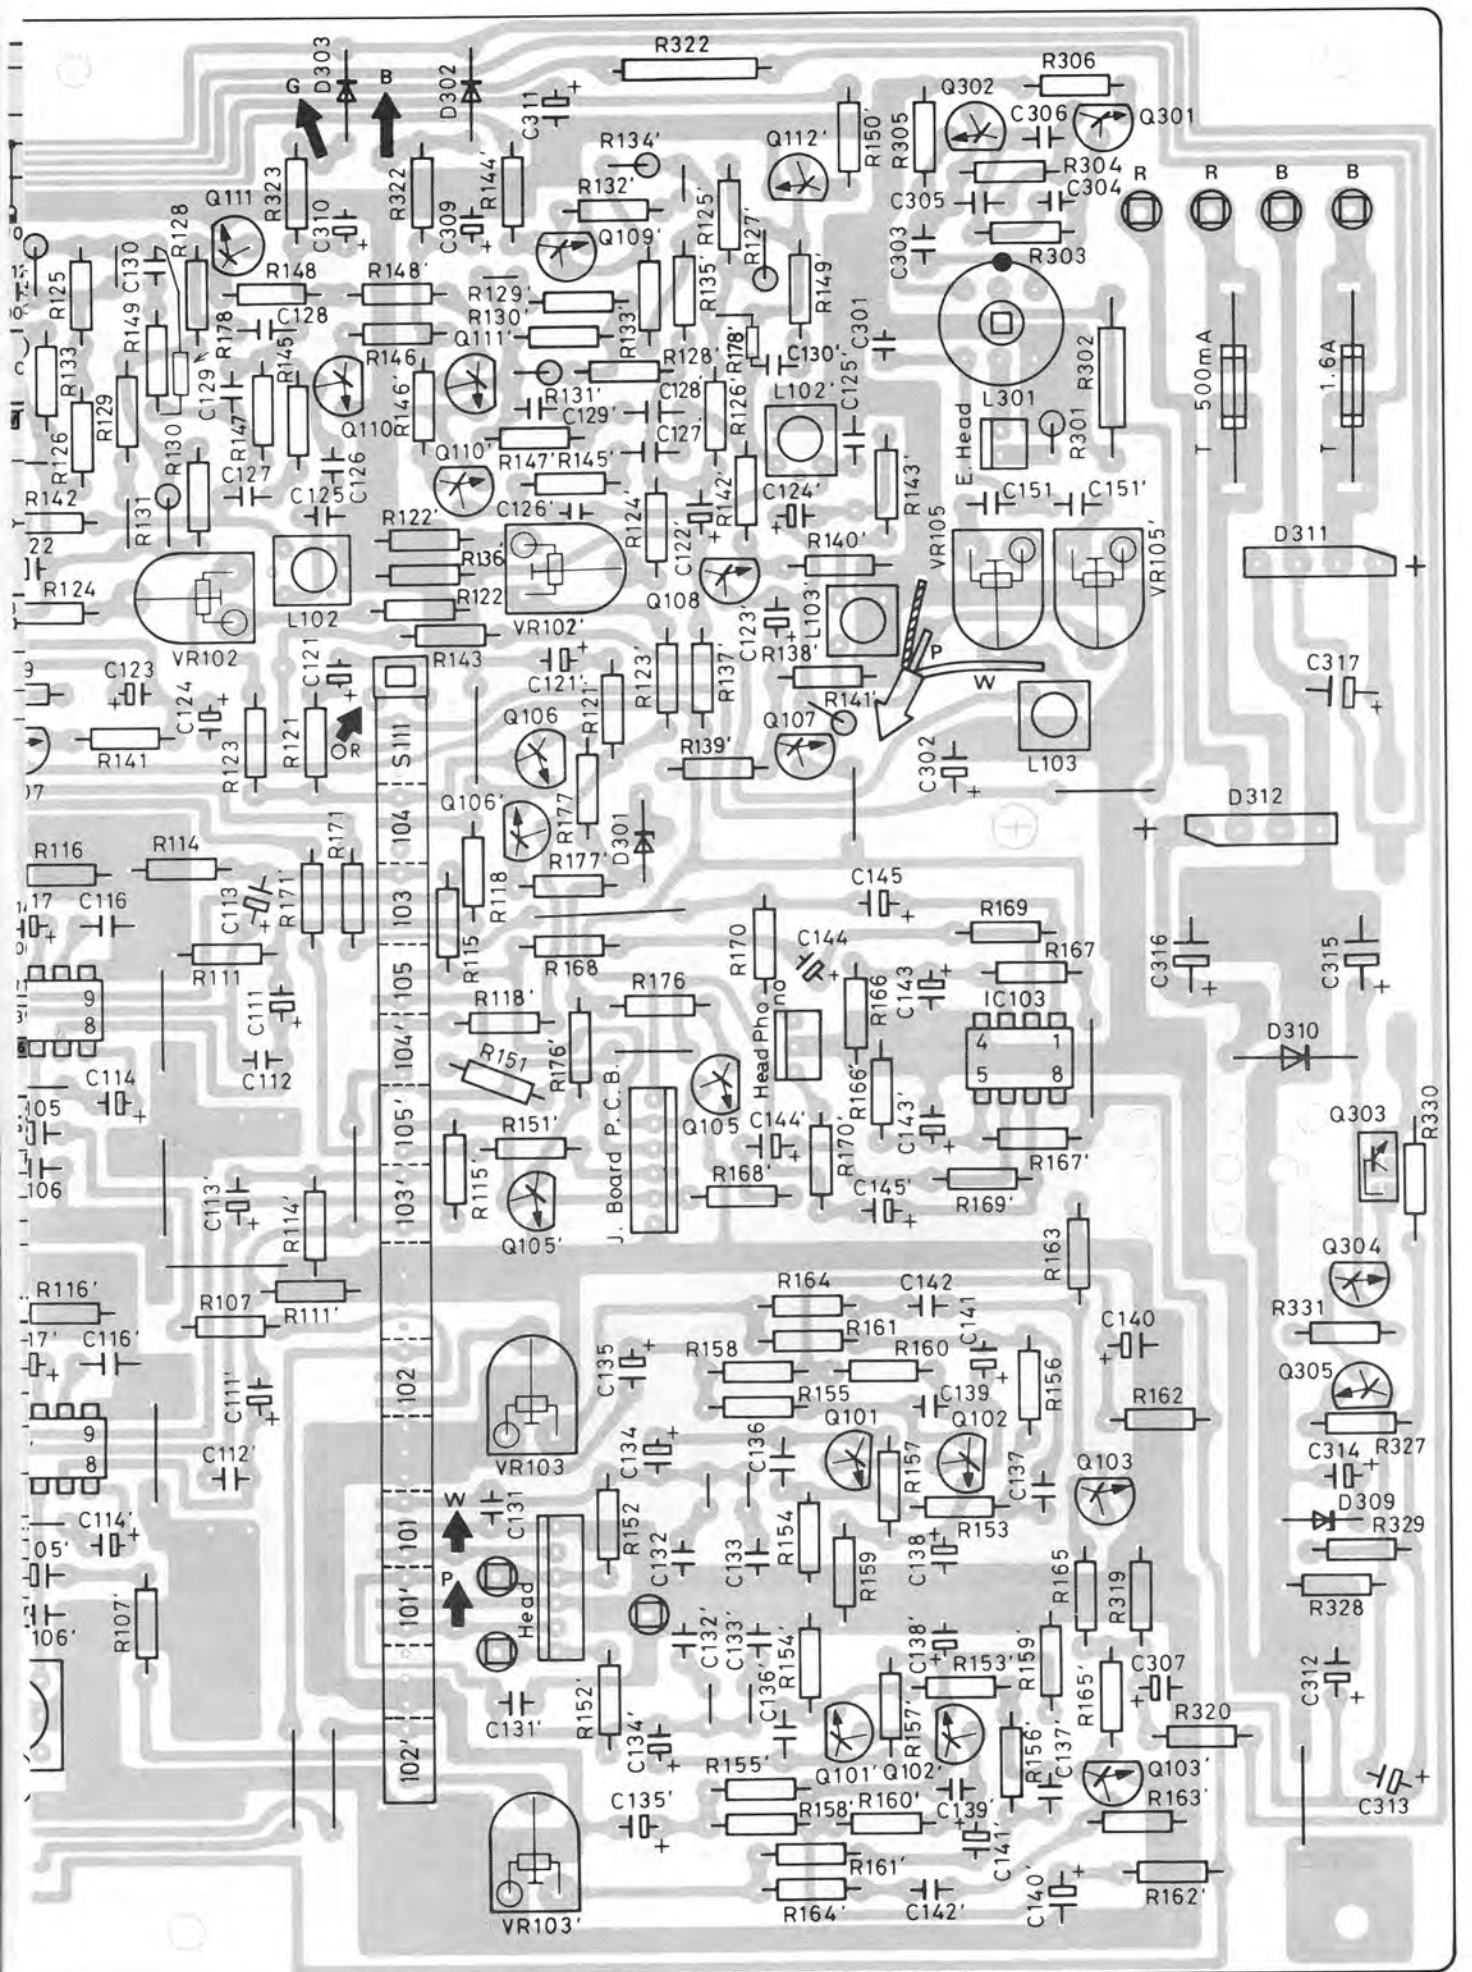 R322
D303
G
B
D302
C311
R306
Q302
C306
Q301
R134'
Q112'
R150'
R305
R304
R323
R322
R144'
R132'
R125'
C305
C304
R
R
B
B
Q111
C310
C309
Q109'
R127'
C303
R303
R128
C130
R125
R148
R148'
R129'
R135'
R149'
R149
R178
C128
R130'
R133'
C301
R302
R133
C129
R145
R146
Q111'
R128'
R178'
C130'
R129
R147
R146'
R131'
C128'
L102'
C125'
L301
500mA
T
1.6A
T
R126
R130
Q110
C129'
R126'
C127'
E. Head
R301
C127
C126
Q110'
R147'
R145'
R142'
C124'
R143'
R142
R131
C125
C126'
R124'
C122'
VR105
C151
C151'
R122'
R140'
VR105'
D311
+
22
R136
R124
R122
Q108
C123'
L103'
VR102
L102
VR102'
R143
C121
C121'
R123'
R137'
R138'
P
W
C123
C124
R141'
C317
R121'
Q106
Q107
R141
R123
R121
OR
S111
R139'
C302
L103
07
Q106'
R177
D301
D312
+
104
R116
R114
R171
R177'
C145
17
C116
C113
R171'
103
R118
R169
R115
R170
C144
R167
C316
C315
R111
R168
105
R176
R166
C143
IC103
9
8
C111
R118'
4
1
5
8
D310
104'
R151
R176'
Head Phono
C112
C114
Q105
R166'
C143'
Q303
R330
105
105'
R151'
C144'
R170'
R167'
J. Board P.C.B.
106
C113'
R114'
103'
R115'
R168'
R169'
C145'
Q105'
R163
Q304
R116'
R111'
R164
C142
R107
R161
C141
C140
R331
17'
C116'
C135
R158
R160
R156
Q305
C111'
102
R155
C139
R162
Q101
Q102
R327
9
8
C134
C136
R157
C137
Q103
C314
C112'
VR103
W
C131
R152
R153
D309
C114'
101
R154
R329
C132
C133
R159
C138
R165
R319
105'
P
101'
Head
R328
106'
R107'
C132'
C133'
R154'
C138'
R159'
R153'
C307
C312
C131'
R152'
C136'
R165'
R320
C134'
R157'
R156'
C137'
102'
Q101'
Q102'
Q103'
R155'
C135'
R158'
R160'
C139'
R163'
C313
C141'
R161'
R162'
R164'
C142'
C140'
VR103'